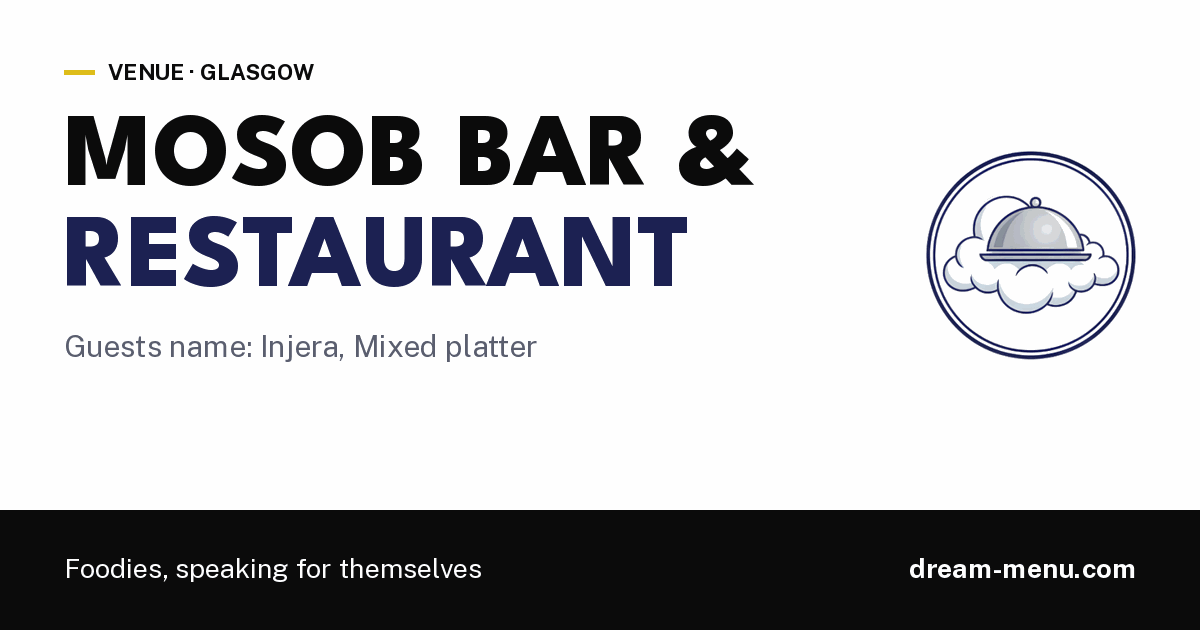 VENUE · GLASGOW
MOSOB BAR &
RESTAURANT
Guests name: Injera, Mixed platter
Foodies, speaking for themselves
dream-menu.com